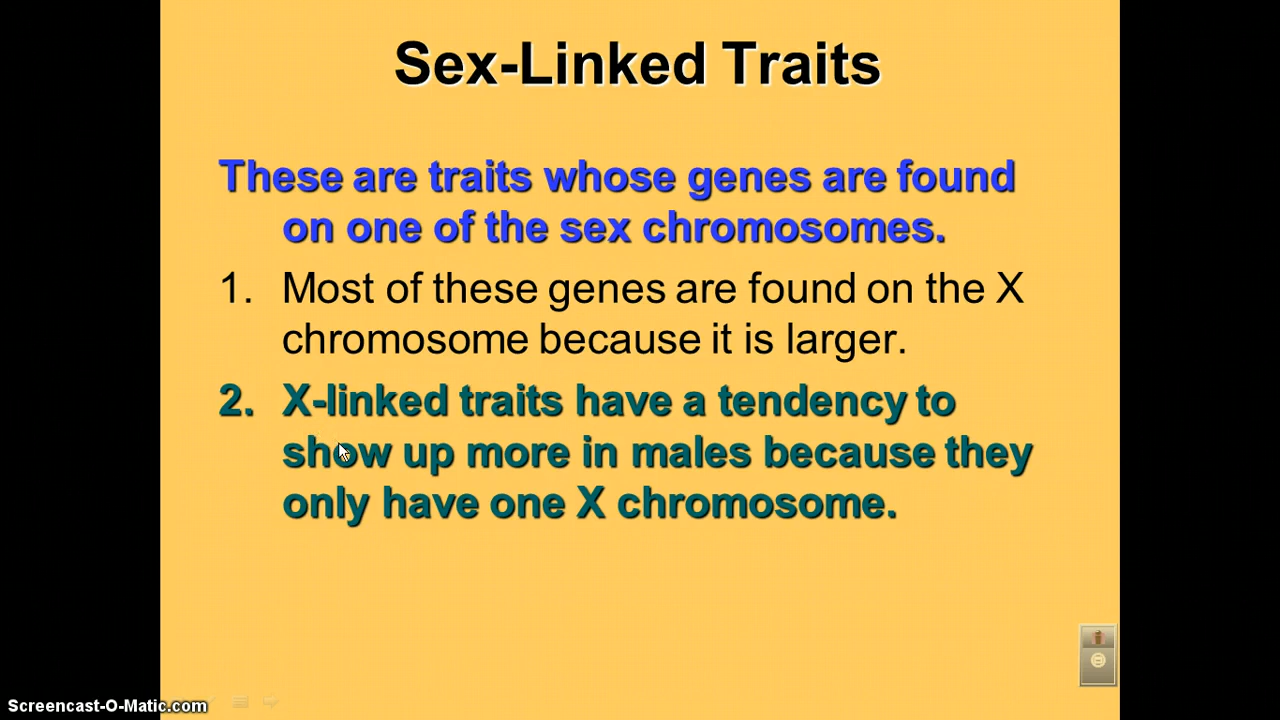 Sex-Linked Traits
These are traits whose genes are found
on one of the sex chromosomes.
1. Most of these genes are found on the X
chromosome because it is larger.
2. X-linked traits have a tendency to
show up more in males because they
only have one X chromosome.
Screencast-O-Matic.com